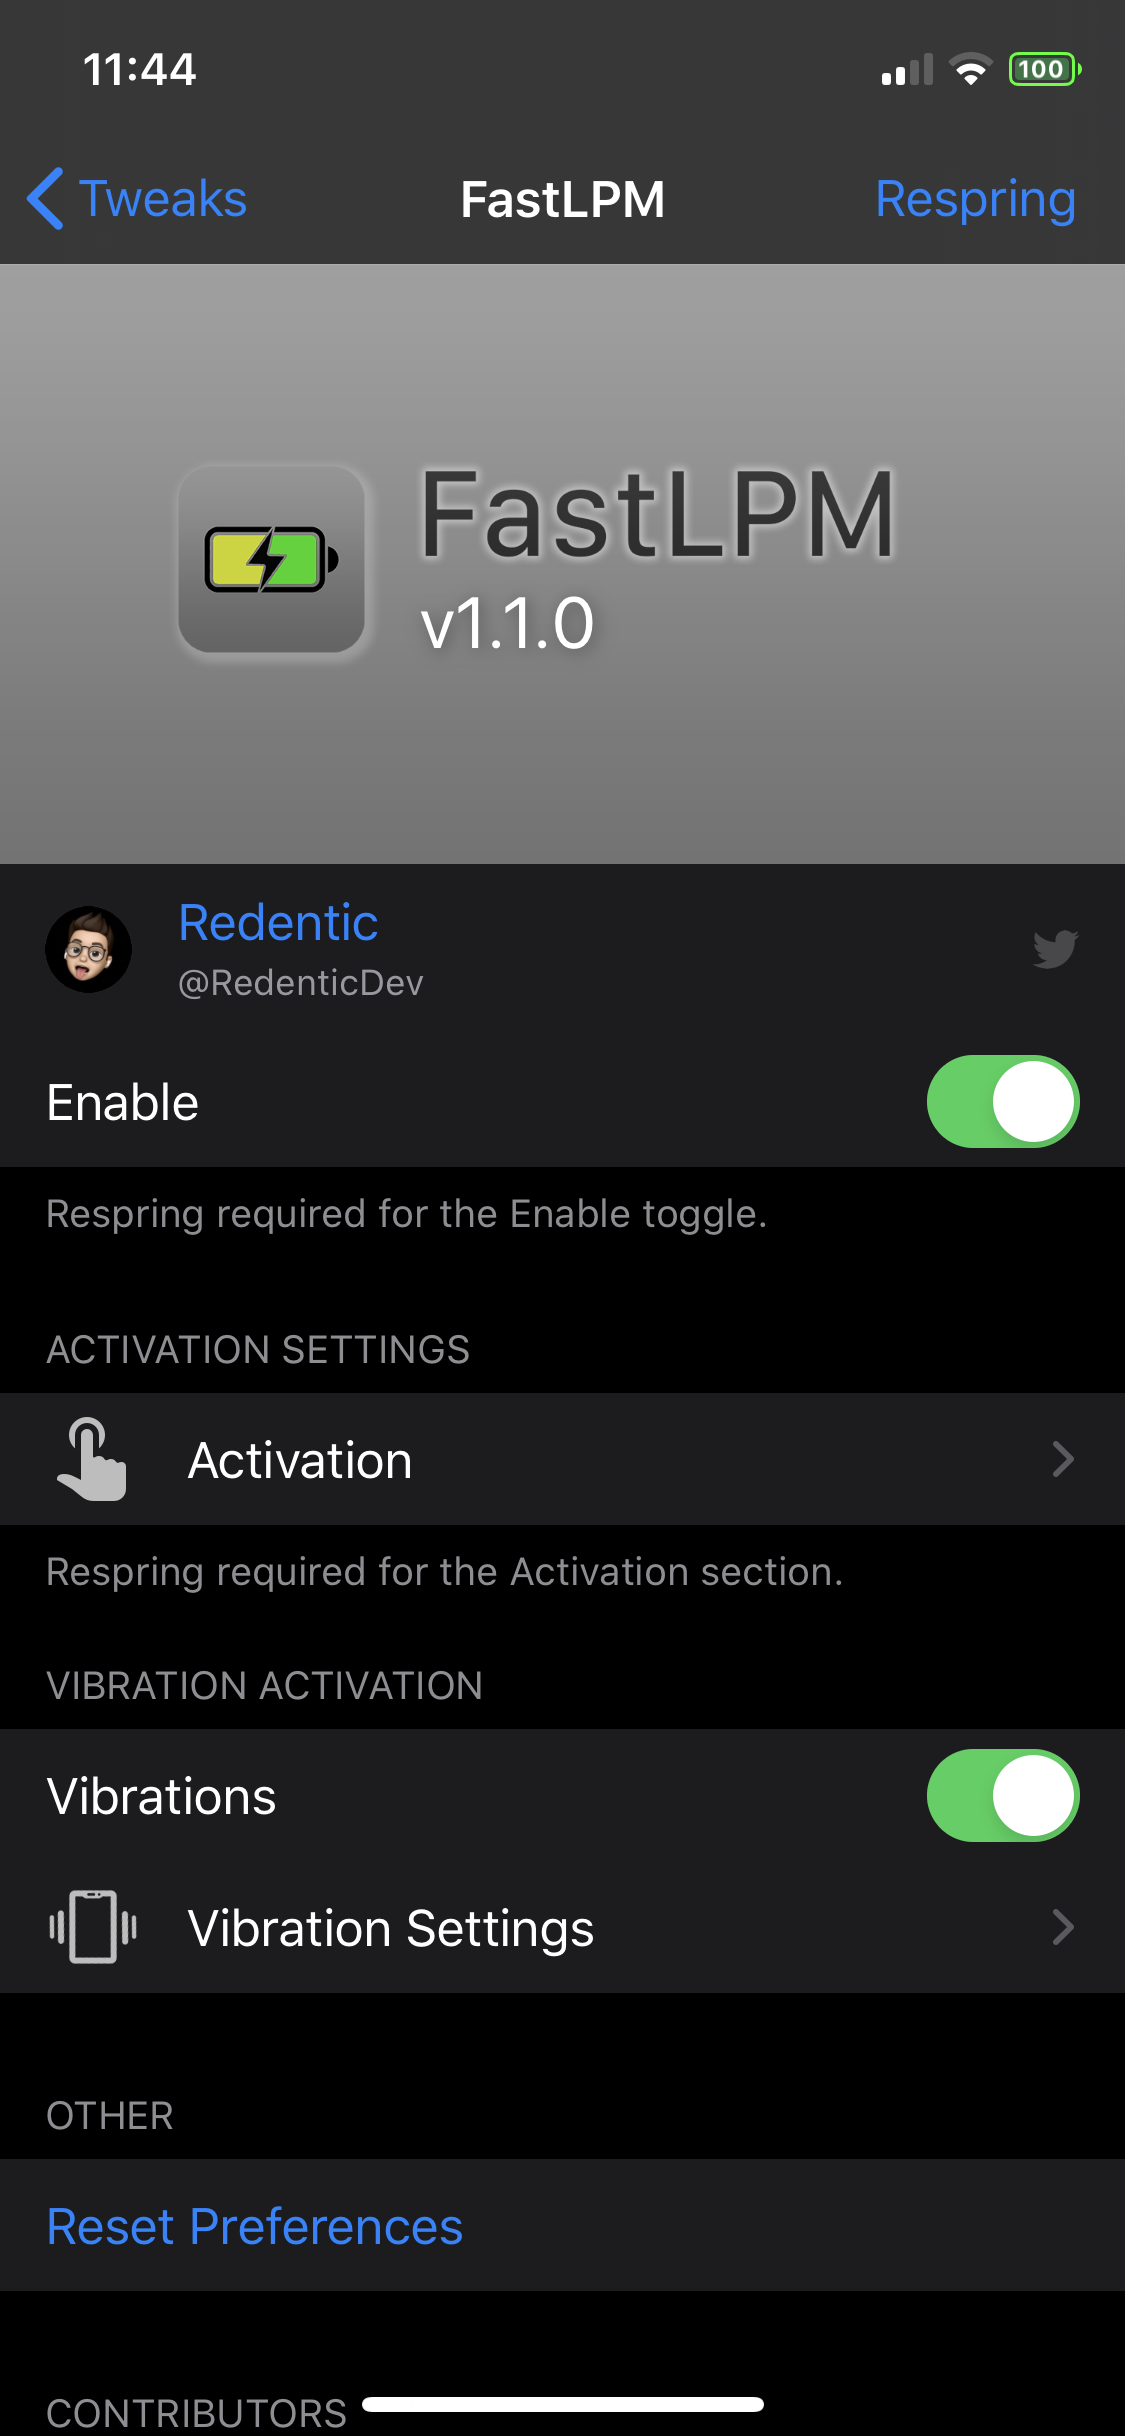 11:44
100
Tweaks
FastLPM
Respring
FastLPM
v1.1.0
Redentic
@RedenticDev
Enable
Respring required for the Enable toggle.
ACTIVATION SETTINGS
Activation
Respring required for the Activation section.
VIBRATION ACTIVATION
Vibrations
Vibration Settings
OTHER
Reset Preferences
CONTRIBUTORS